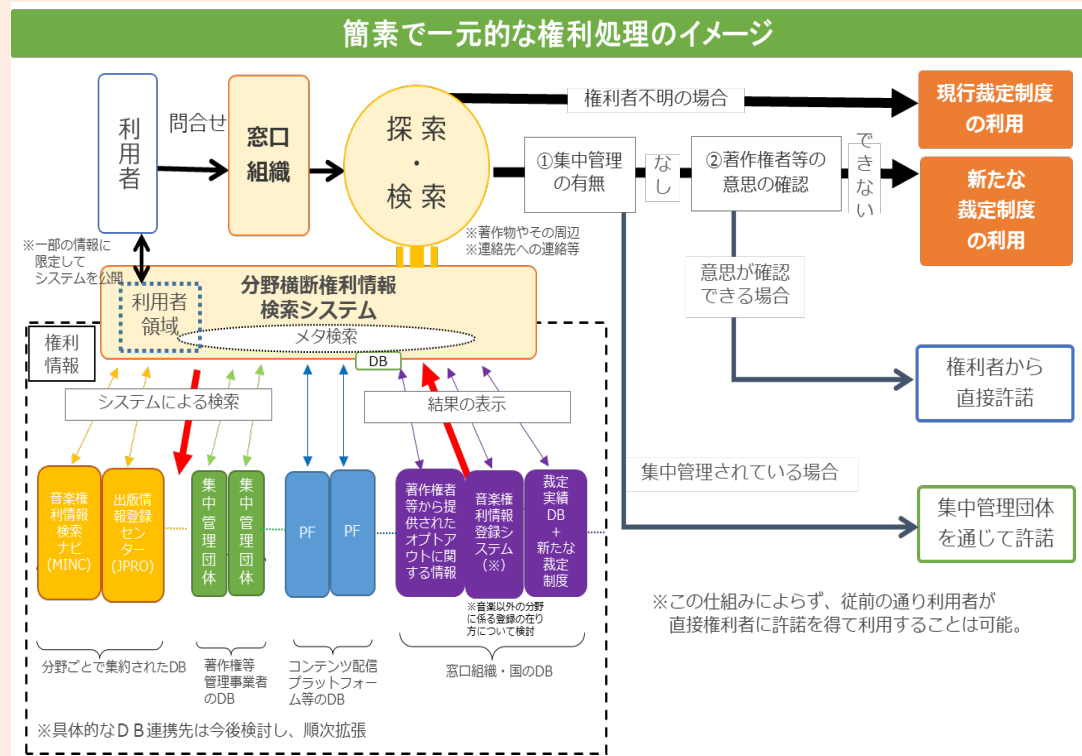 簡素で一元的な権利処理のイメージ
利用者
問合せ
窓口
組織
探 索
・
検 索
権利者不明の場合
現行裁定制度
の利用
①集中管理
の有無
なし
②著作権者等の
意思の確認
できない
新たな
裁定制度
の利用
※一部の情報に
限定して
システムを公開
※著作物やその周辺
※連絡先への連絡等
意思が確認
できる場合
分野横断権利情報
検索システム
利用者
領域
メタ検索
DB
権利
情報
システムによる検索
結果の表示
権利者から
直接許諾
集中管理されている場合
音楽権
利情報
検索
ナビ
(MINC)
出版情
報登録
セン
ター
(JPRO)
集中管理団体
集中管理団体
PF
PF
著作権者
等から提
供された
オプトア
ウトに関
する情報
音楽権
利情報
登録シ
ステム
(※)
裁定
実績
DB
+
新たな
裁定
制度
集中管理団体
を通じて許諾
※音楽以外の分野
に係る登録の在り
方について検討
※この仕組みによらず、従前の通り利用者が
直接権利者に許諾を得て利用することは可能。
分野ごとで集約されたDB
著作権等
管理事業者
のDB
コンテンツ配信
プラットフォー
ム等のDB
窓口組織・国のDB
※具体的なDB連携先は今後検討し、順次拡張